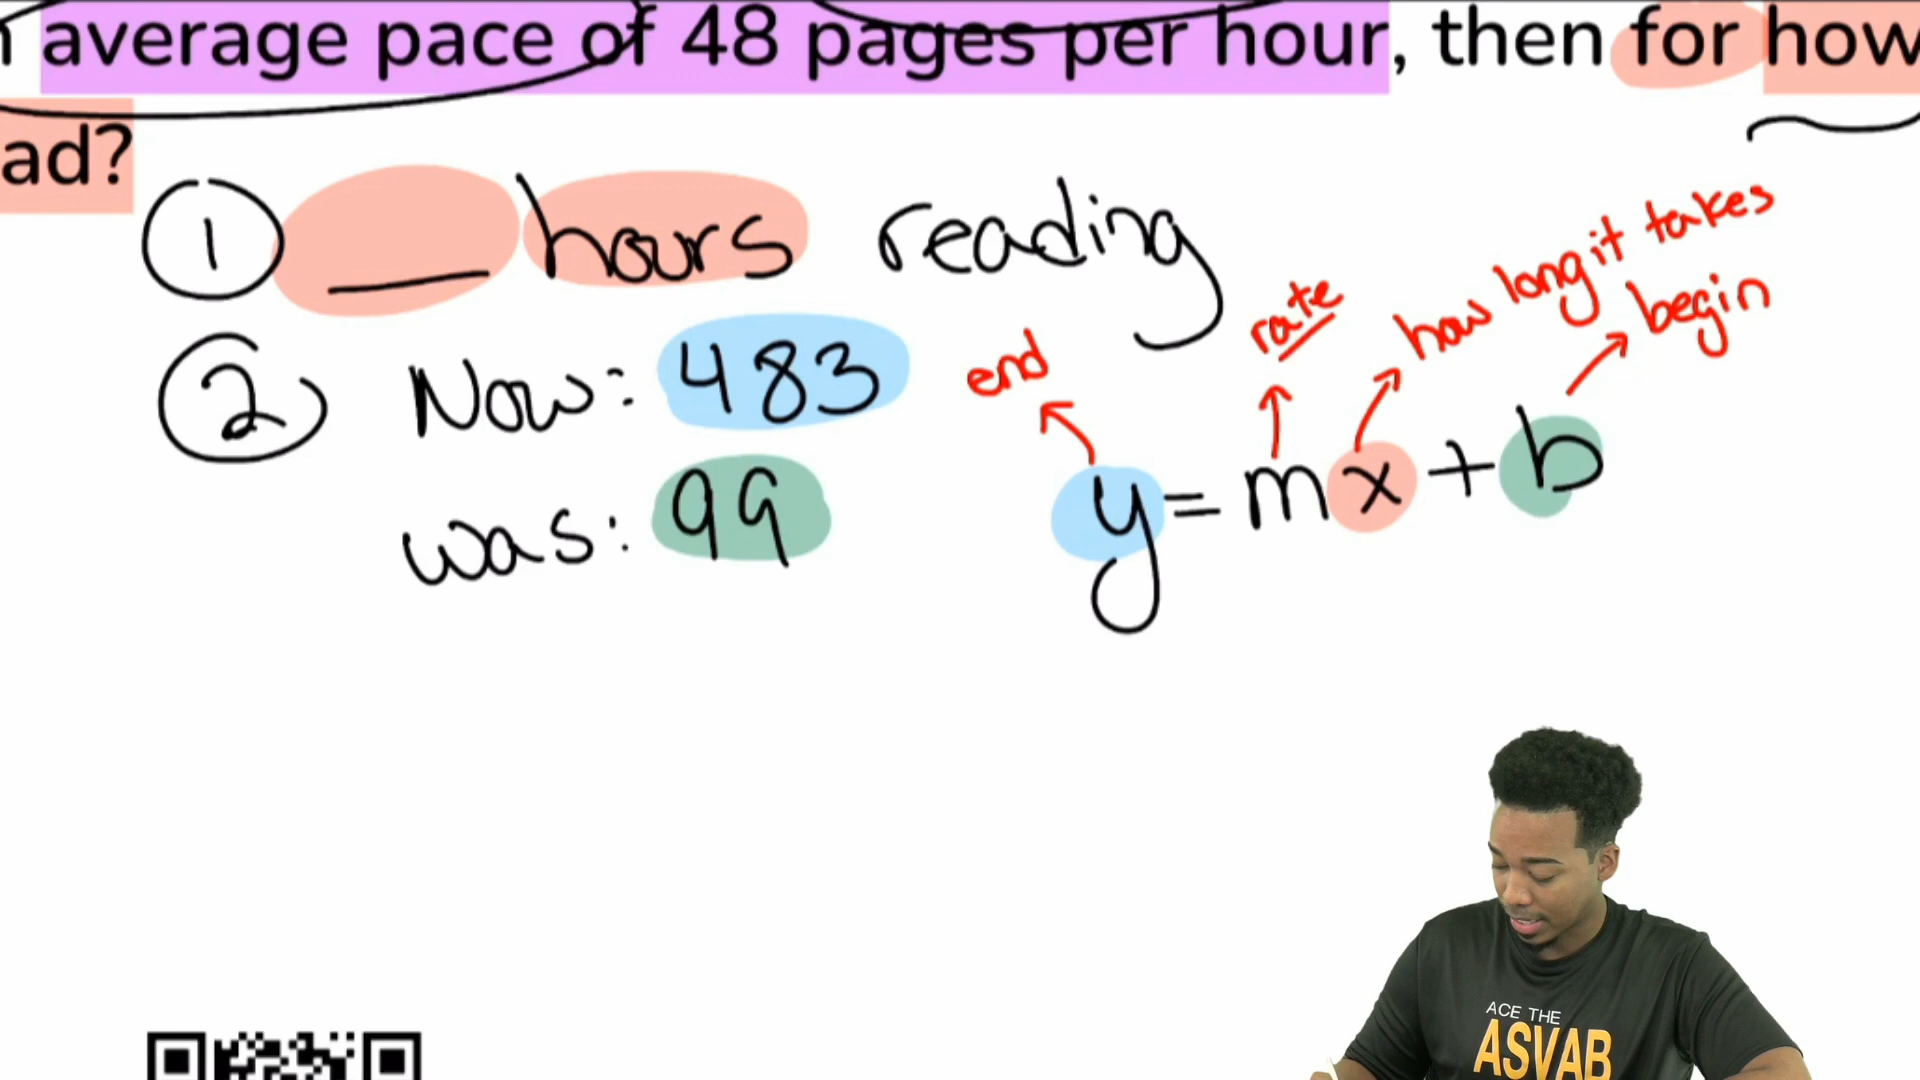 average pace of 48 pages per hour, then for how
ad?
1 __ hours reading
2 Now: 483
was: 99
end
rate
how long it takes
begin
y = mx + b
ACE THE
ASVAB